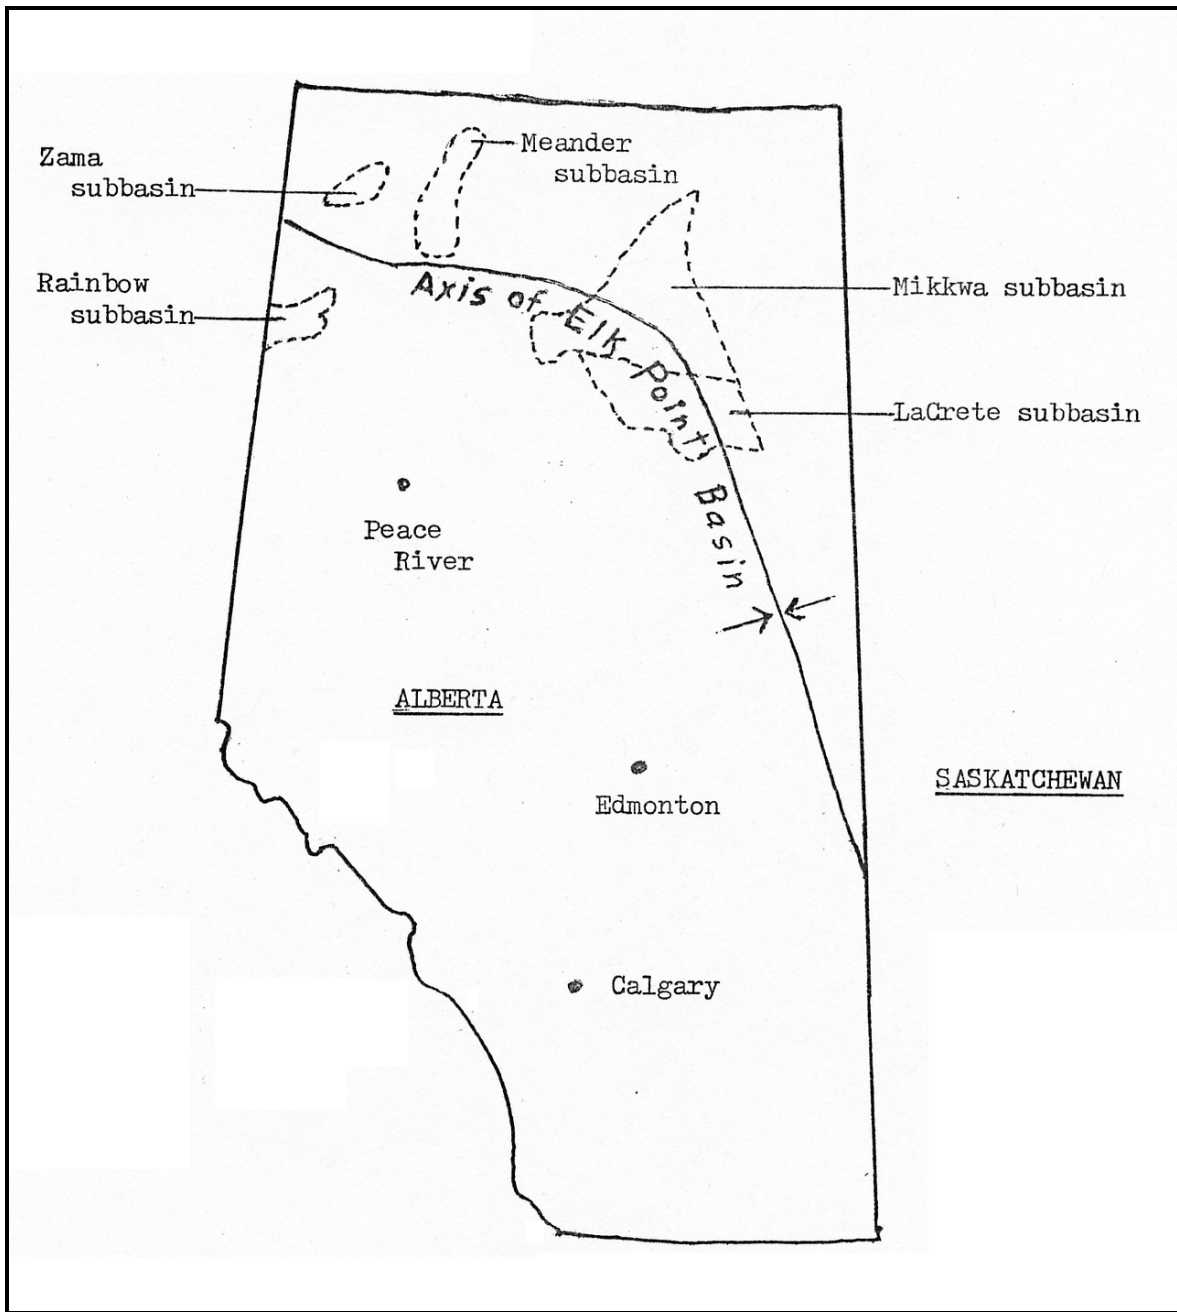 Zama
subbasin
Meander
subbasin
Rainbow
subbasin
Axis of Elk Point Basin
Mikkwa subbasin
LaCrete subbasin
Peace
River
ALBERTA
SASKATCHEWAN
Edmonton
Calgary